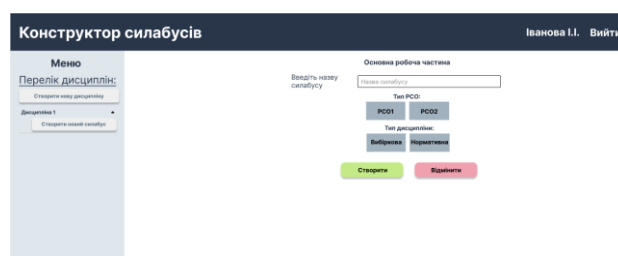 Конструктор силабусів
Іванова І.І. Вийти
Меню
Перелік дисциплін:
Створити нову дисципліну
Дисципліна 1
Створити новий силабус
Основна робоча частина
Введіть назву
силабусу
Назва силабусу
Тип РСО:
РСО1 РСО2
Тип дисципліни:
Вибіркова Нормативна
Створити Відмінити